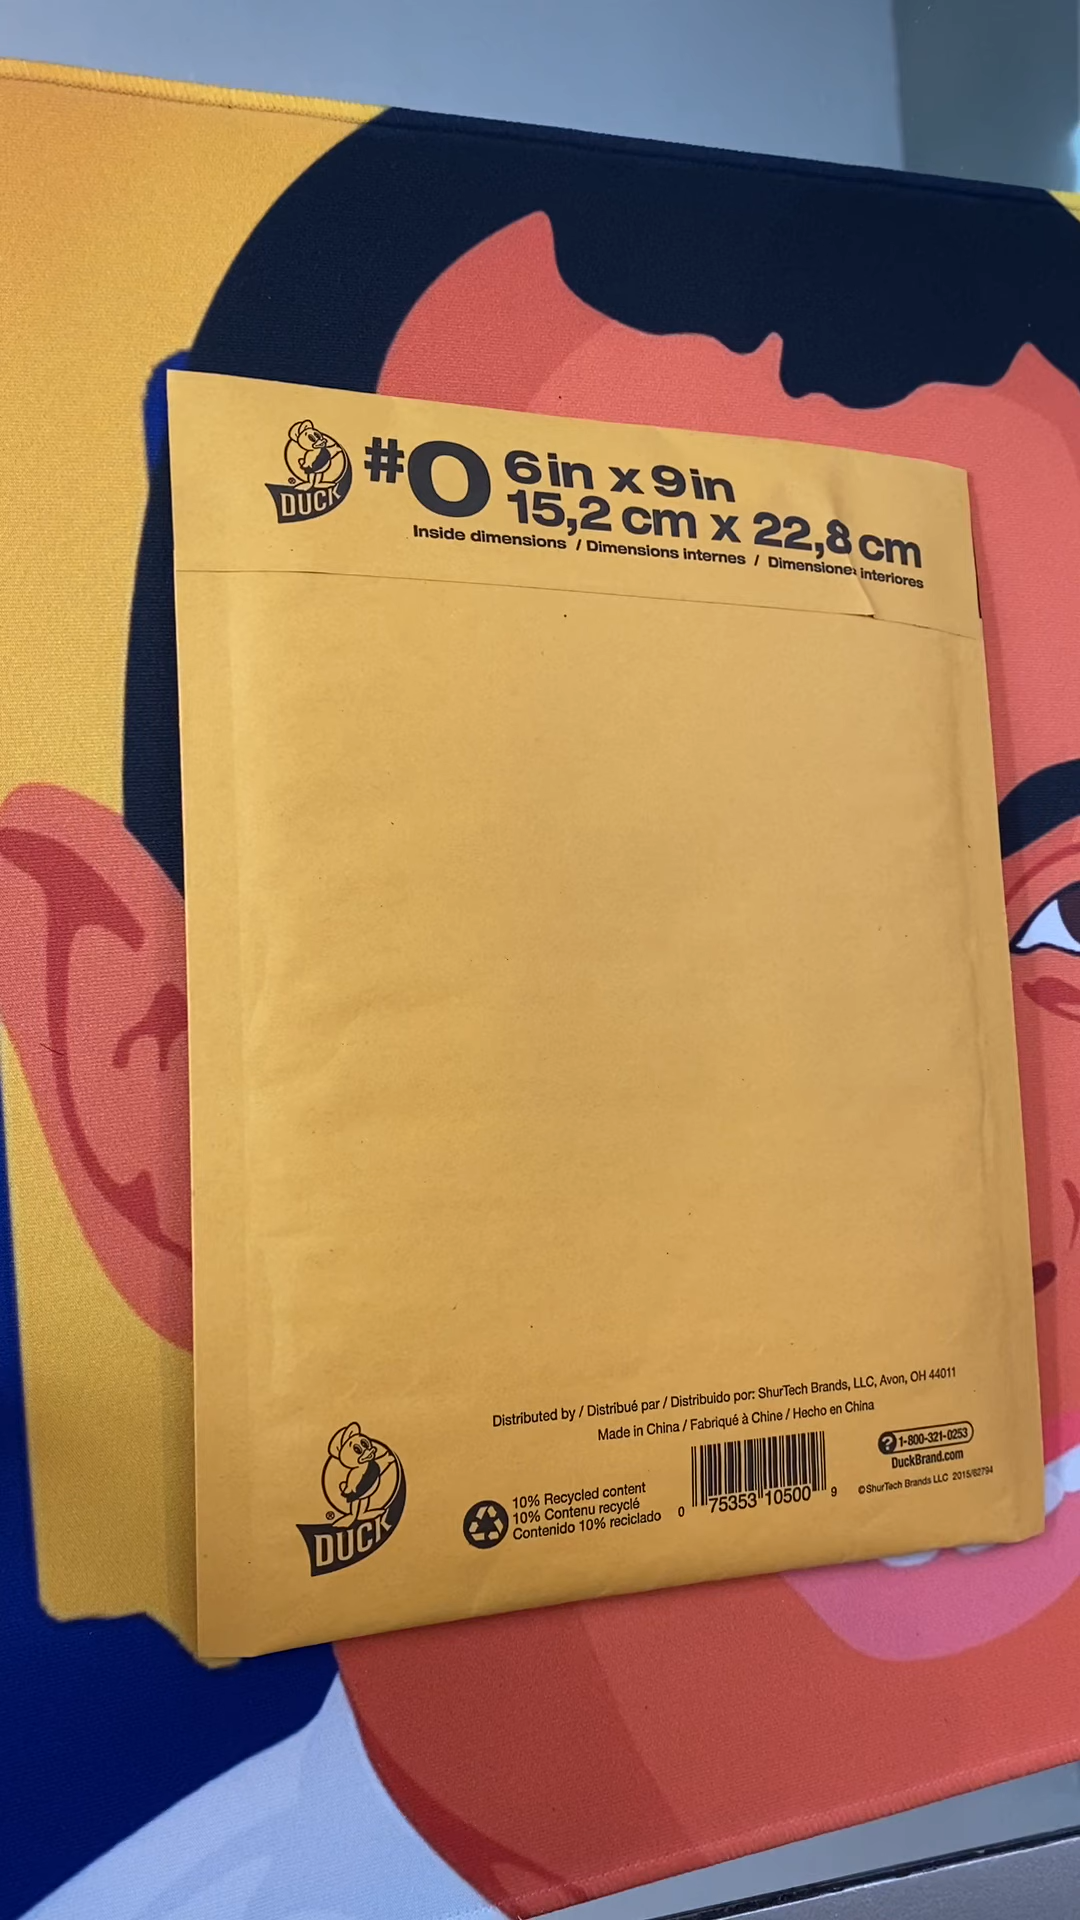 DUCK
#0
6in x 9in
15,2 cm x 22,8 cm
Inside dimensions / Dimensions internes / Dimensiones interiores
Distributed by / Distribué par / Distribuido por: ShurTech Brands, LLC, Avon, OH 44011
Made in China / Fabriqué à Chine / Hecho en China
® DUCK
10% Recycled content
10% Contenu recyclé
Contenido 10% reciclado
0 75353 10500 9
? 1-800-321-0253
DuckBrand.com
©ShurTech Brands LLC 2015/62794